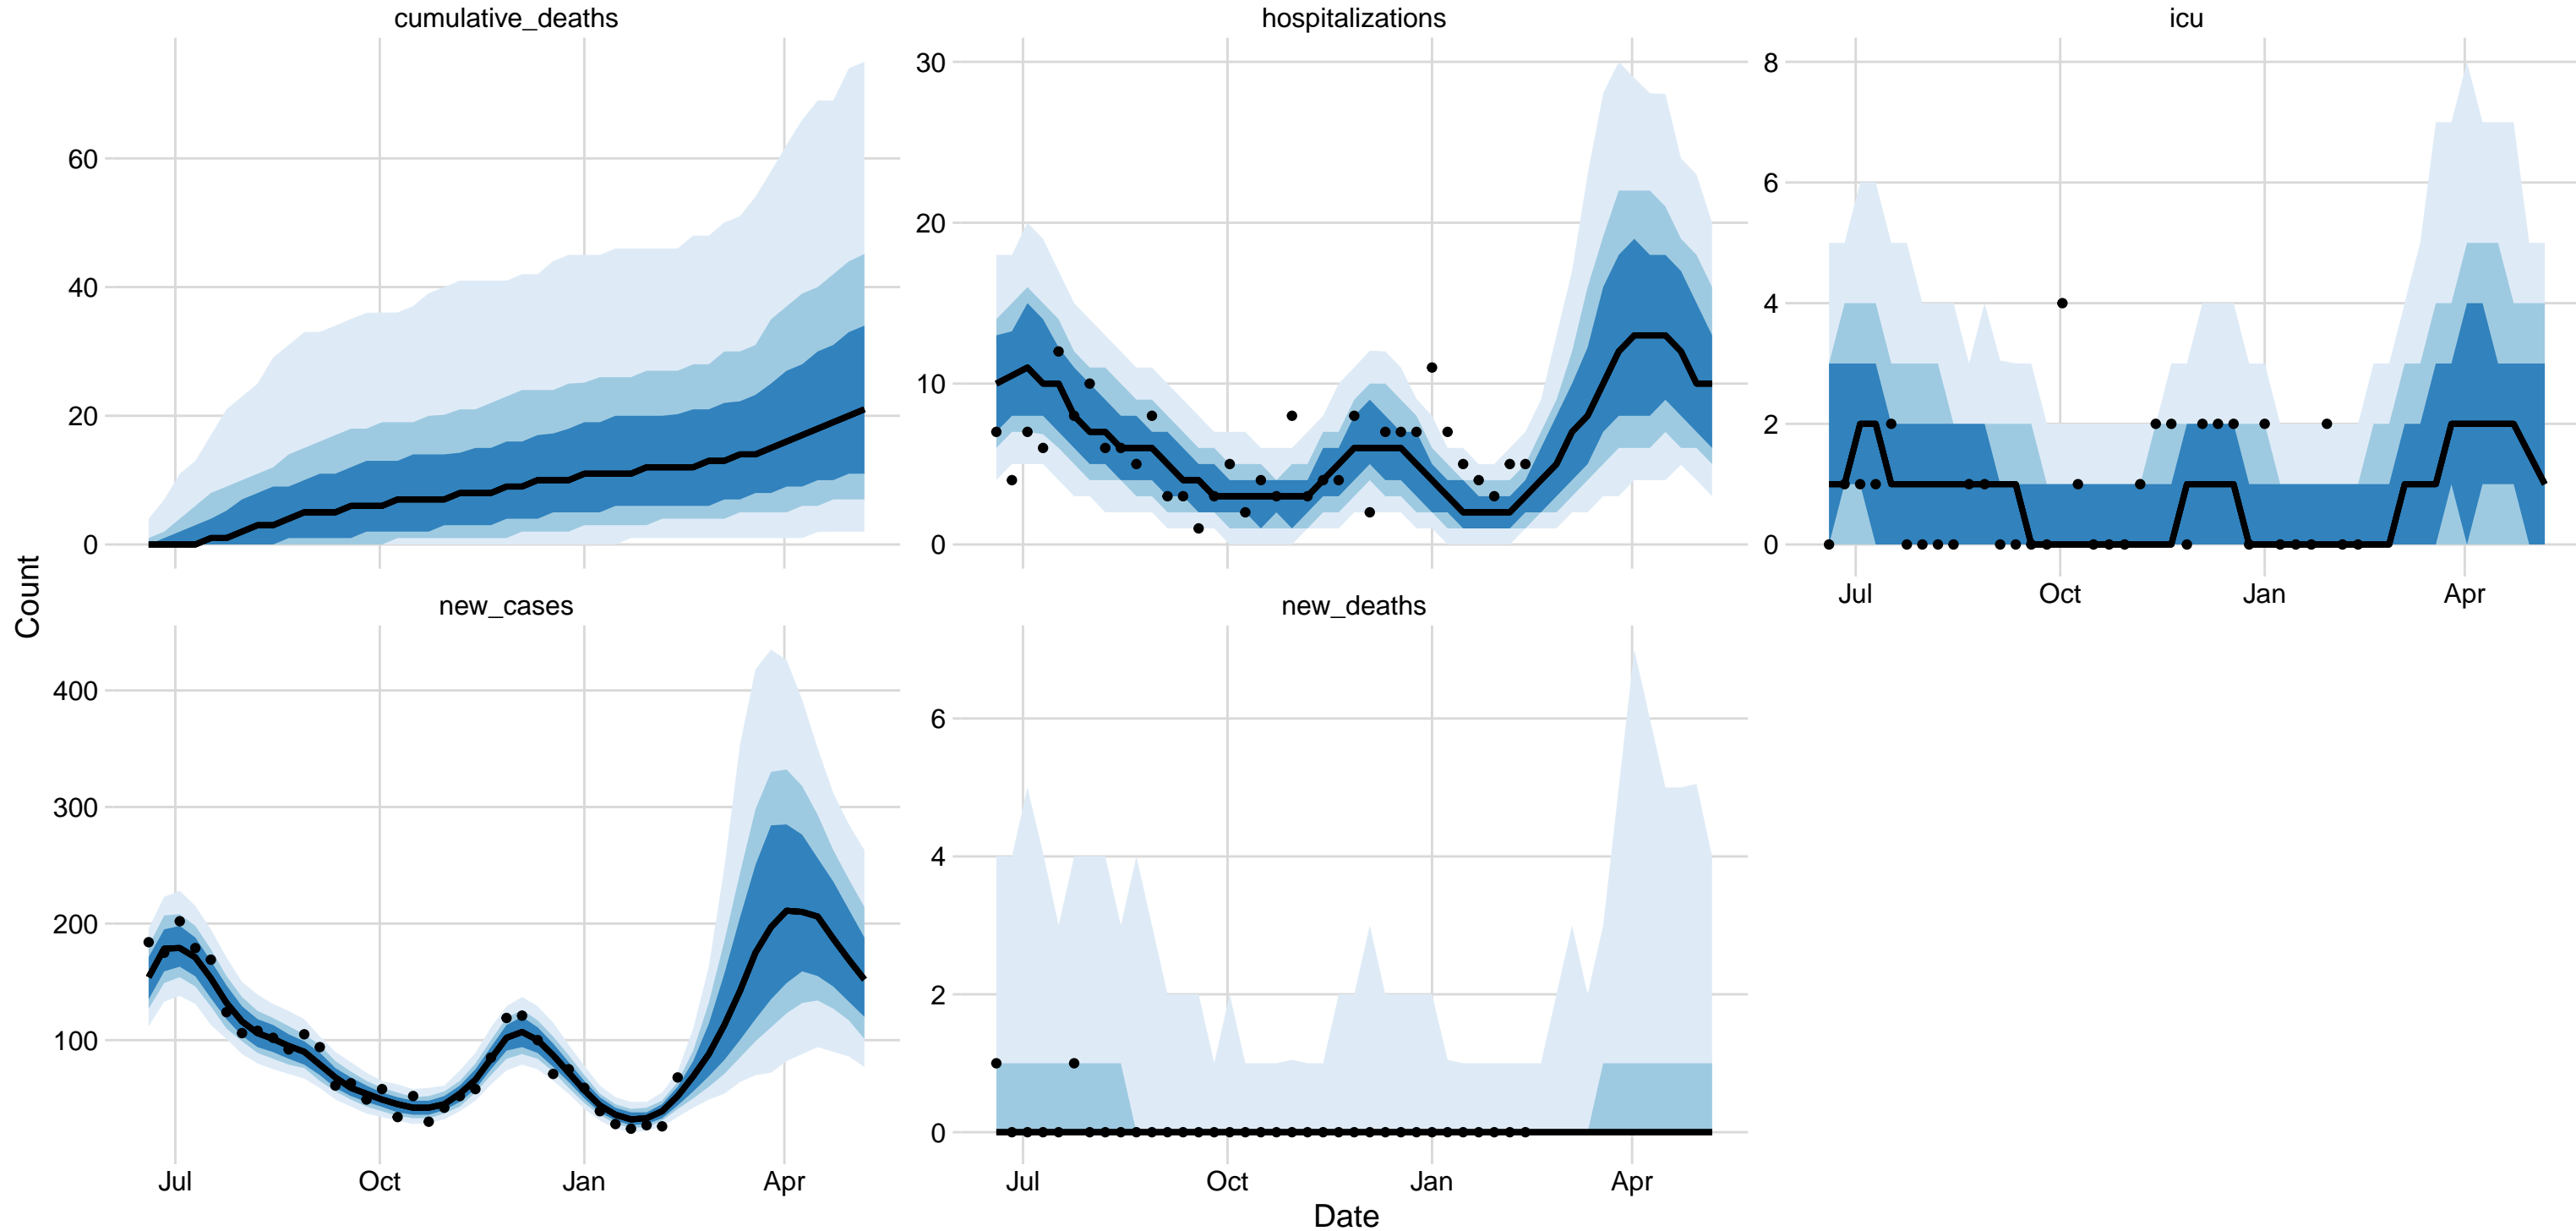 cumulative_deaths
hospitalizations
icu
60
40
20
0
30
20
10
0
8
6
4
2
0
Jul
Oct
Jan
Apr
Count
new_cases
new_deaths
400
300
200
100
6
4
2
0
Jul
Oct
Jan
Apr
Jul
Oct
Jan
Apr
Date